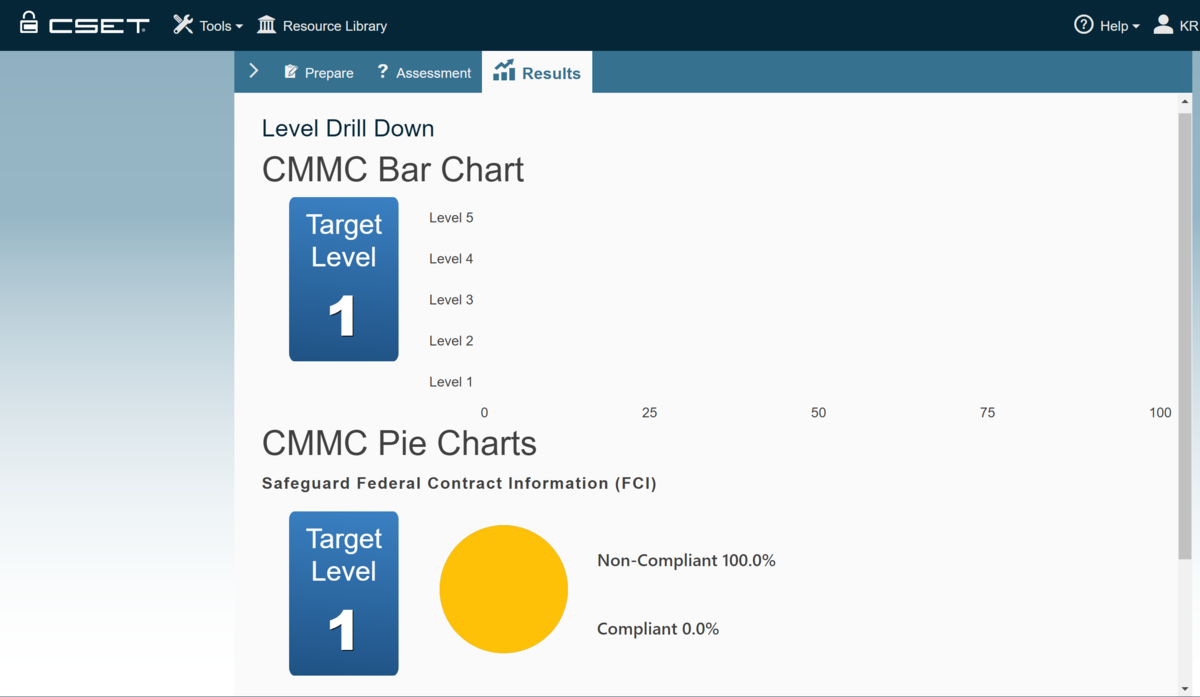 CSET Tools Resource Library Help KR
Prepare Assessment Results
Level Drill Down
CMMC Bar Chart
Target
Level
1
Level 5
Level 4
Level 3
Level 2
Level 1
0 25 50 75 100
CMMC Pie Charts
Safeguard Federal Contract Information (FCI)
Target
Level
1
Non-Compliant 100.0%
Compliant 0.0%